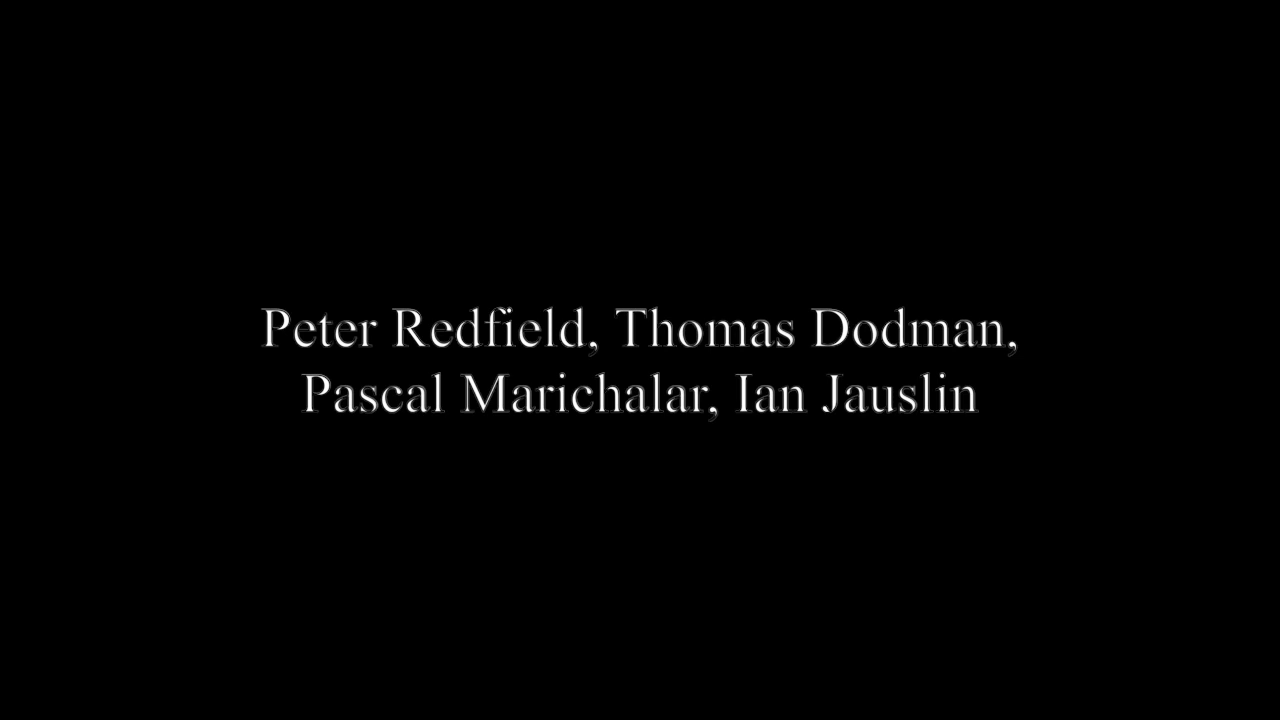 Peter Redfield, Thomas Dodman,
Pascal Marichalar, Ian Jauslin